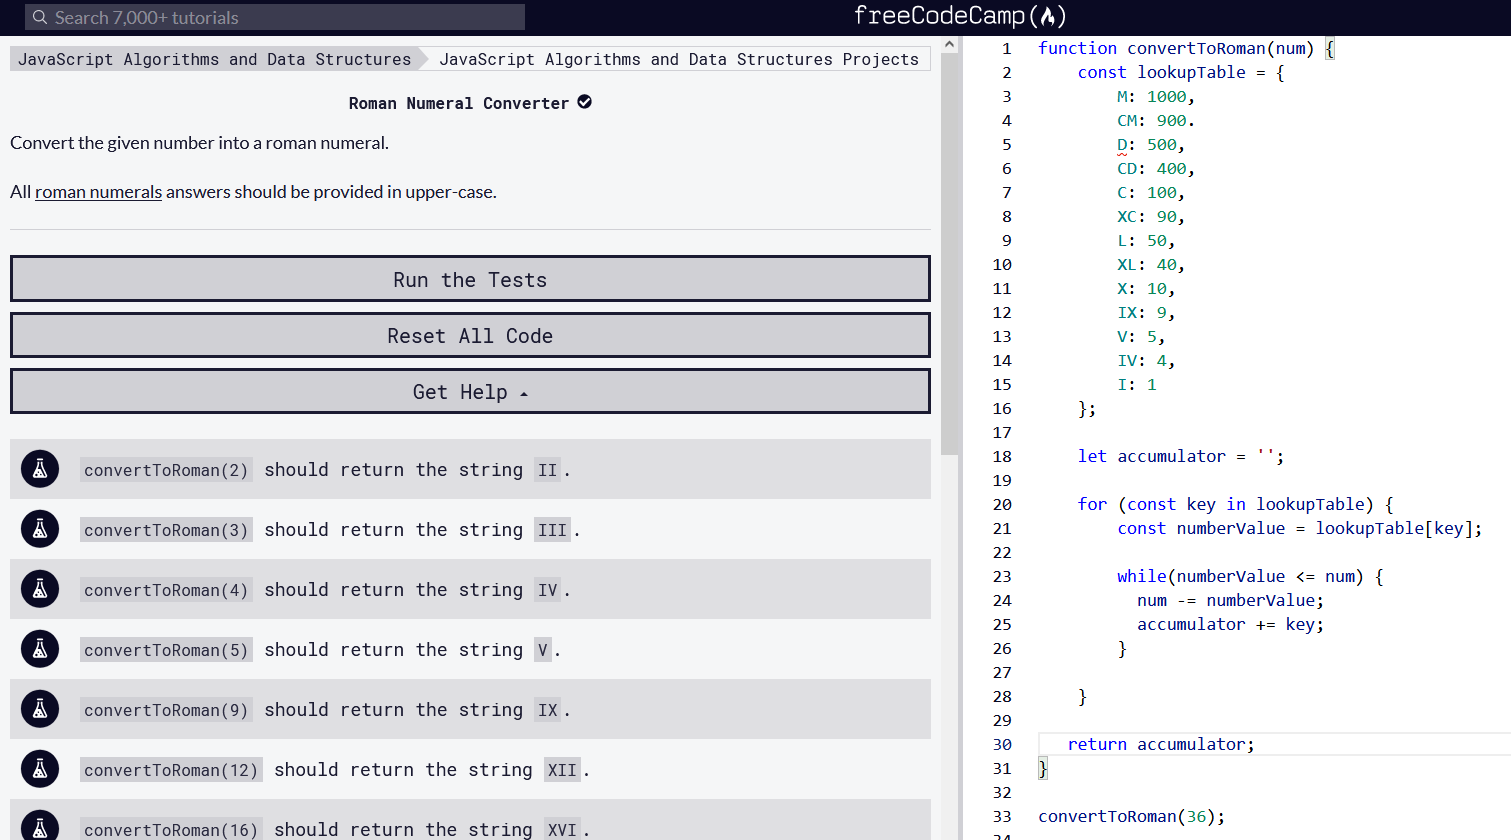 Search 7,000+ tutorials
freeCodeCamp
JavaScript Algorithms and Data Structures
JavaScript Algorithms and Data Structures Projects
Roman Numeral Converter
Convert the given number into a roman numeral.
All roman numerals answers should be provided in upper-case.
Run the Tests
Reset All Code
Get Help
convertToRoman(2) should return the string II.
convertToRoman(3) should return the string III.
convertToRoman(4) should return the string IV.
convertToRoman(5) should return the string V.
convertToRoman(9) should return the string IX.
convertToRoman(12) should return the string XII.
convertToRoman(16) should return the string XVI.
1 function convertToRoman(num) {
2 const lookupTable = {
3 M: 1000,
4 CM: 900.
5 D: 500,
6 CD: 400,
7 C: 100,
8 XC: 90,
9 L: 50,
10 XL: 40,
11 X: 10,
12 IX: 9,
13 V: 5,
14 IV: 4,
15 I: 1
16 };
17
18 let accumulator = '';
19
20 for (const key in lookupTable) {
21 const numberValue = lookupTable[key];
22
23 while(numberValue <= num) {
24 num -= numberValue;
25 accumulator += key;
26 }
27
28 }
29
30 return accumulator;
31 }
32
33 convertToRoman(36);